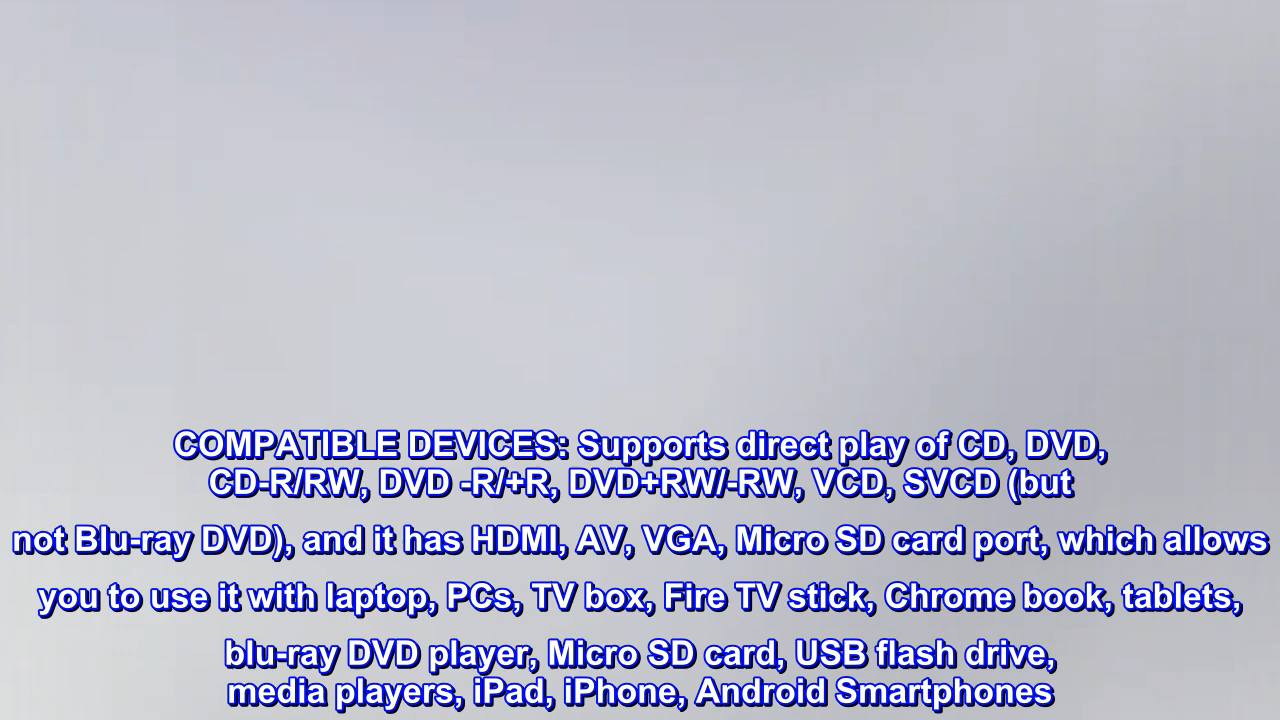 COMPATIBLE DEVICES: Supports direct play of CD, DVD,
CD-R/RW, DVD -R/+R, DVD+RW/-RW, VCD, SVCD (but
not Blu-ray DVD), and it has HDMI, AV, VGA, Micro SD card port, which allows
you to use it with laptop, PCs, TV box, Fire TV stick, Chrome book, tablets,
blu-ray DVD player, Micro SD card, USB flash drive,
media players, iPad, iPhone, Android Smartphones